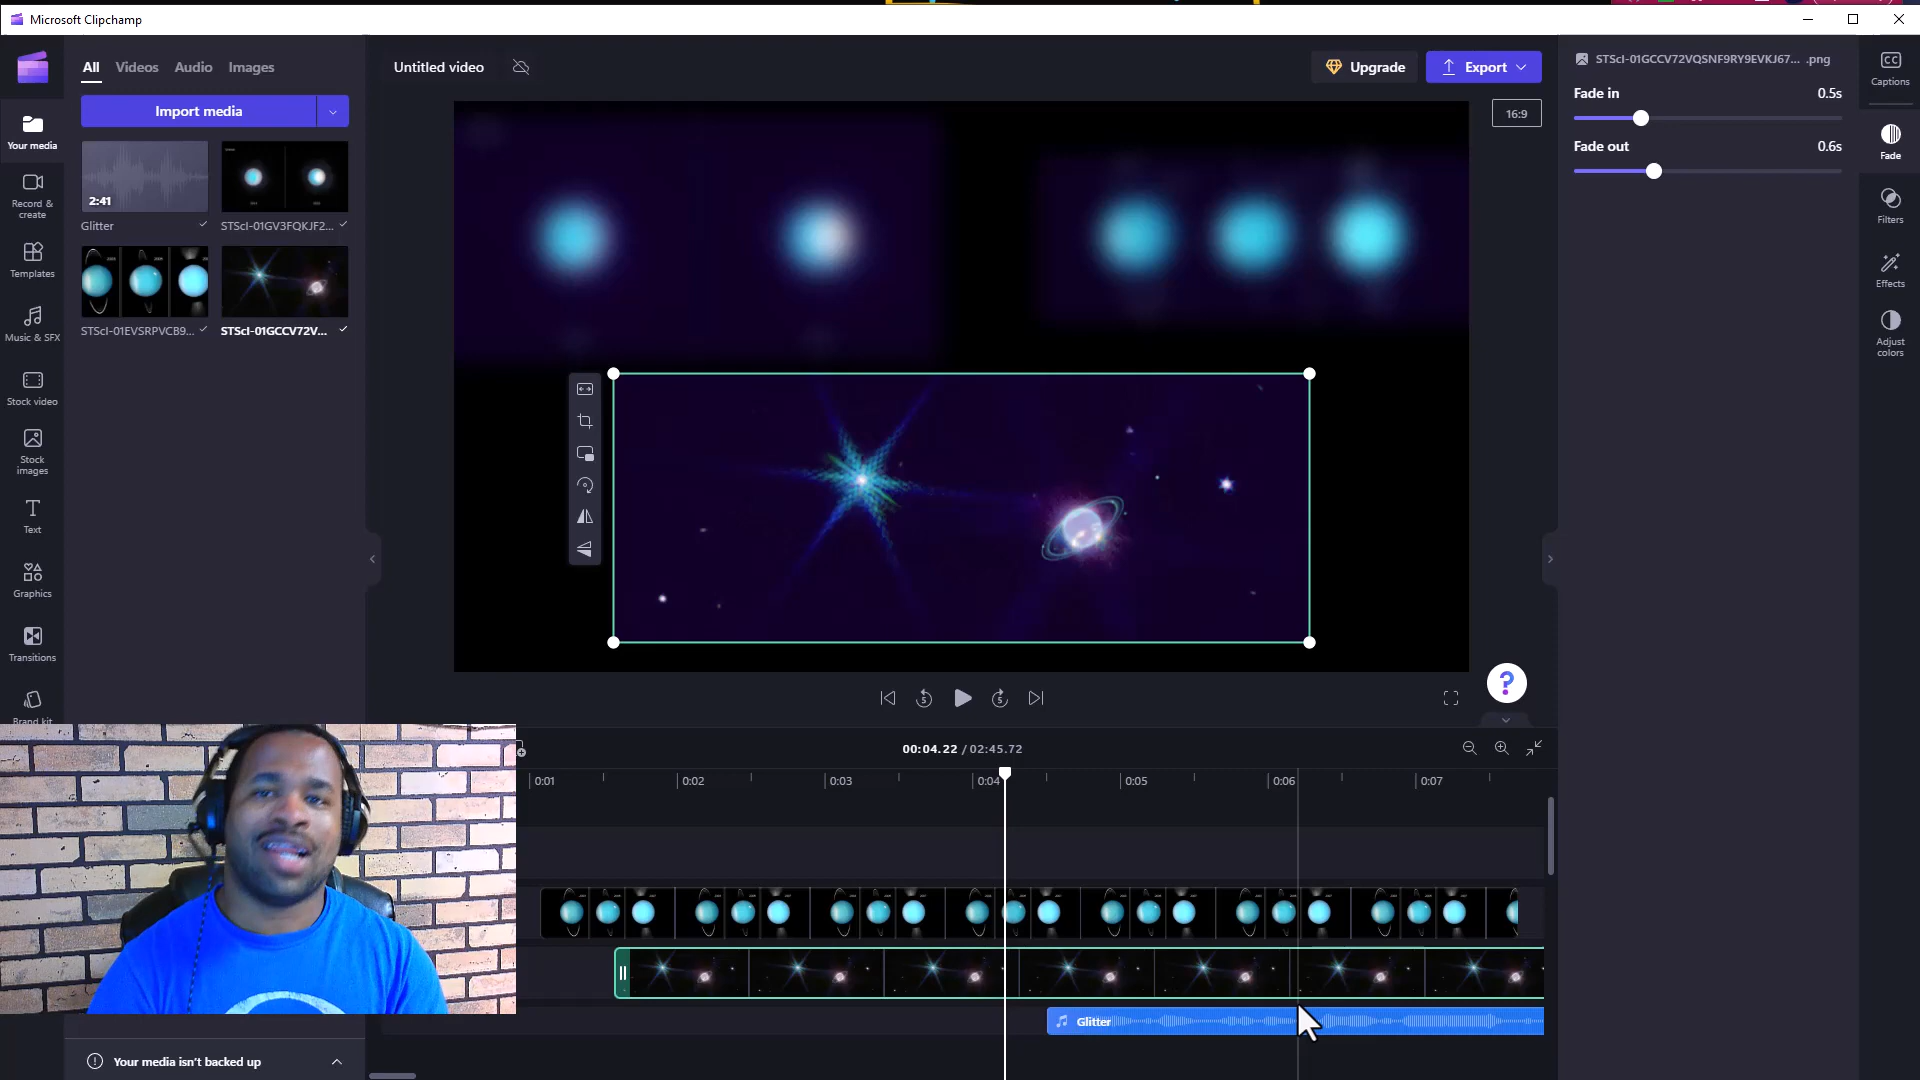 Microsoft Clipchamp
All Videos Audio Images
Untitled video
Upgrade
Export
STScI-01GCCV72VQSNF9RY9EVKJ67... .png
Captions
Import media
Fade in 0.5s
16:9
Your media
Fade out 0.6s
Fade
2:41
Record &
create
Glitter
STScI-01GV3FQKJF2...
Filters
Templates
Effects
Music & SFX
STScI-01EVSRPVCB9...
STScI-01GCCV72V...
Adjust
colors
Stock video
Stock
images
Text
Graphics
Transitions
Brand kit
?
00:04.22 / 02:45.72
0:01 0:02 0:03 0:04 0:05 0:06 0:07
Glitter
Your media isn't backed up